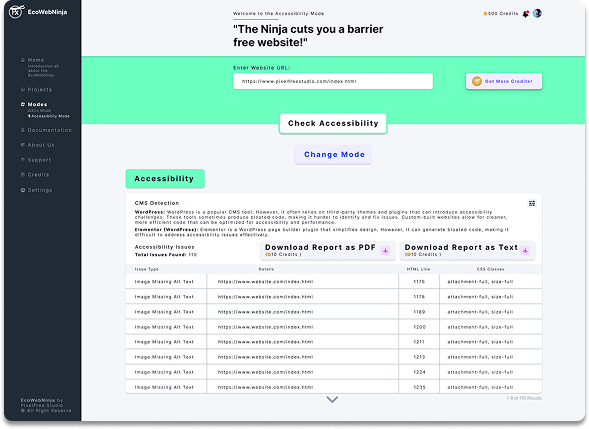 EcoWebNinja
Home
Introduction all
about the
EcoWebNinja
Projects
Modes
Accessibility Mode
Documentation
About Us
Support
Credits
Settings
EcoWebNinja by
PixelFree Studio
© All Right Reserve
Welcome to the Accessibility Mode
500 Credits
"The Ninja cuts you a barrier
free website!"
Enter Website URL:
https://www.pixelfreestudio.com/index.html
Get More Credits!
Check Accessibility
Change Mode
Accessibility
CMS Detection
WordPress: WordPress is a popular CMS tool. However, it often relies on third-party themes and plugins that can introduce accessibility
challenges. These tools sometimes produce bloated code, making it harder to identify and fix issues. Custom-built websites allow for cleaner,
more efficient code that can be optimized for accessibility and performance.
Elementor (WordPress): Elementor is a WordPress page builder plugin that simplifies design. However, it can generate bloated code, making it
difficult to address accessibility issues effectively.
Accessibility Issues
Total Issues Found: 110
Download Report as PDF
(10 Credits )
Download Report as Text
(10 Credits )
Issue Type Details HTML Line CSS Classes
Image Missing Alt Text https://www.website.com/index.html 1176 attachment-full, size-full
Image Missing Alt Text https://www.website.com/index.html 1178 attachment-full, size-full
Image Missing Alt Text https://www.website.com/index.html 1189 attachment-full, size-full
Image Missing Alt Text https://www.website.com/index.html 1200 attachment-full, size-full
Image Missing Alt Text https://www.website.com/index.html 1211 attachment-full, size-full
Image Missing Alt Text https://www.website.com/index.html 1213 attachment-full, size-full
Image Missing Alt Text https://www.website.com/index.html 1224 attachment-full, size-full
Image Missing Alt Text https://www.website.com/index.html 1235 attachment-full, size-full
1-8 of 110 Results